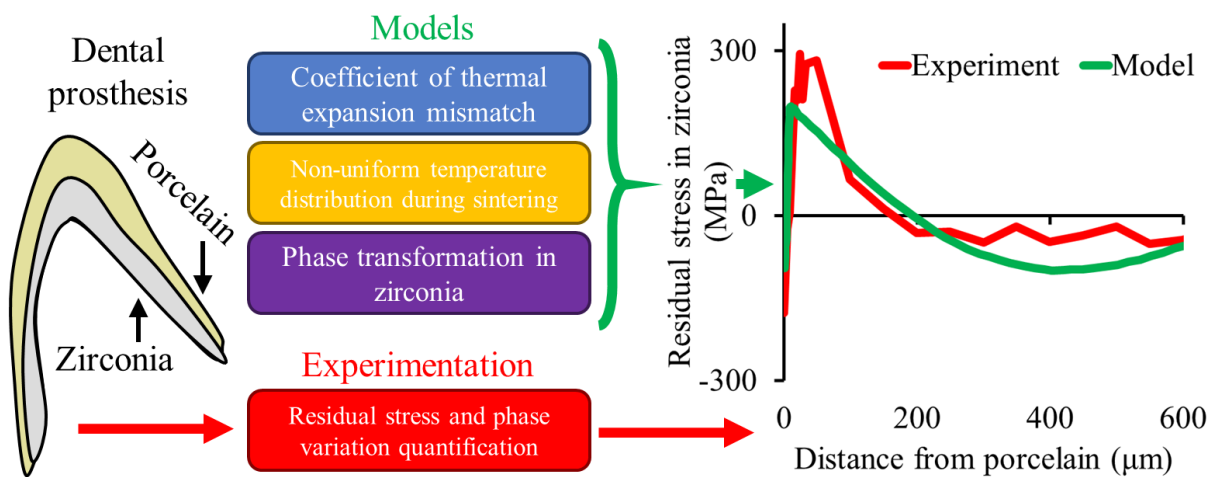 Dental
prosthesis
Porcelain
Zirconia
Models
Coefficient of thermal
expansion mismatch
Non-uniform temperature
distribution during sintering
Phase transformation in
zirconia
Experimentation
Residual stress and phase
variation quantification
Residual stress in zirconia
(MPa)
300
0
-300
Experiment
Model
0
200
400
600
Distance from porcelain (μm)